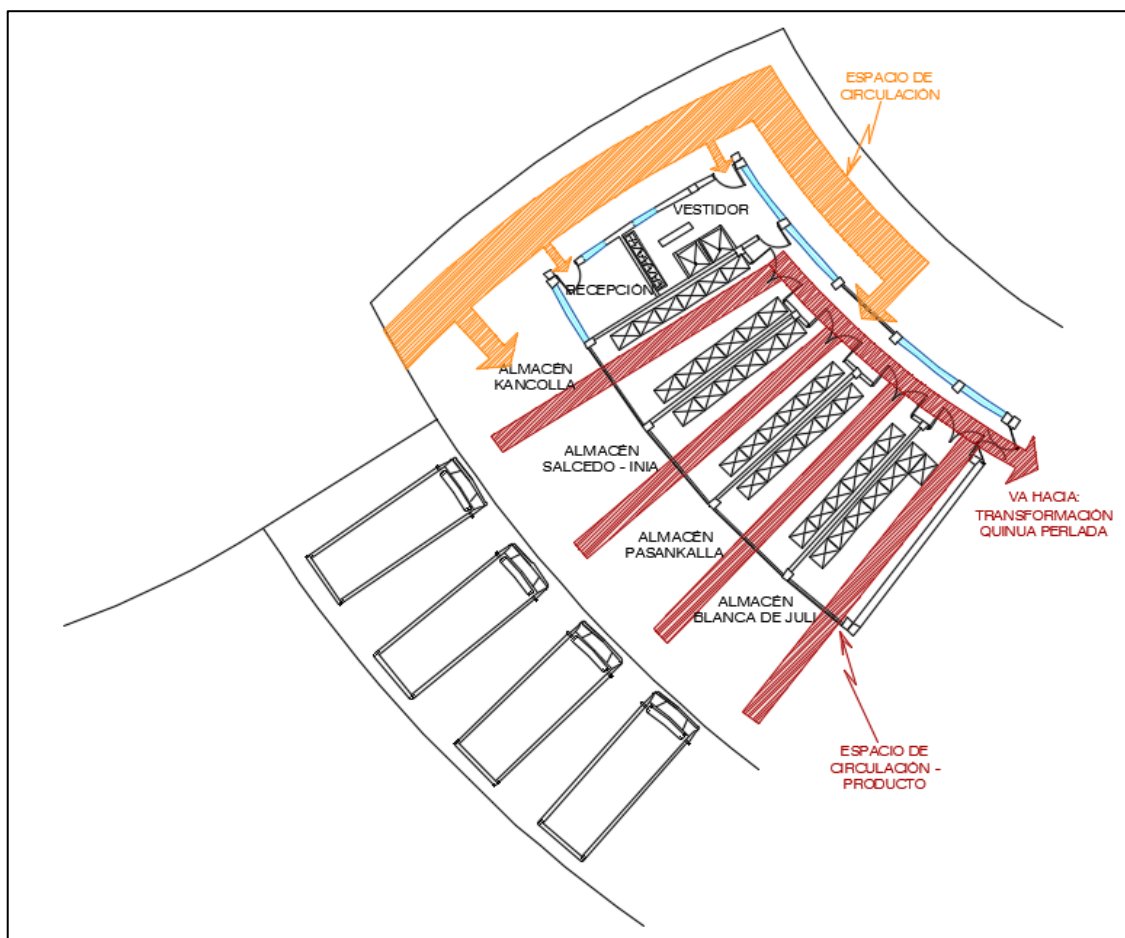 ESPACIO DE
CIRCULACIÓN
VESTIDOR
RECEPCIÓN
ALMACÉN
KANCOLLA
ALMACÉN
SALCEDO - INIA
ALMACÉN
PASANKALLA
ALMACÉN
BLANCA DE JULI
VA HACIA:
TRANSFORMACIÓN
QUINUA PERLADA
ESPACIO DE
CIRCULACIÓN -
PRODUCTO